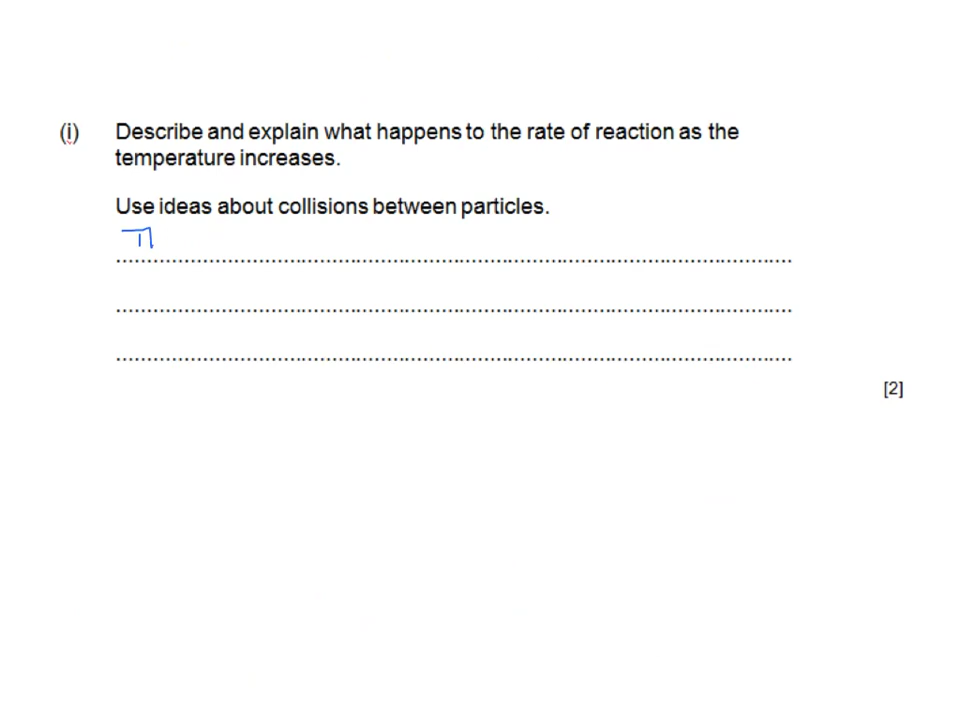 (i) Describe and explain what happens to the rate of reaction as the
temperature increases.
Use ideas about collisions between particles.
[2]